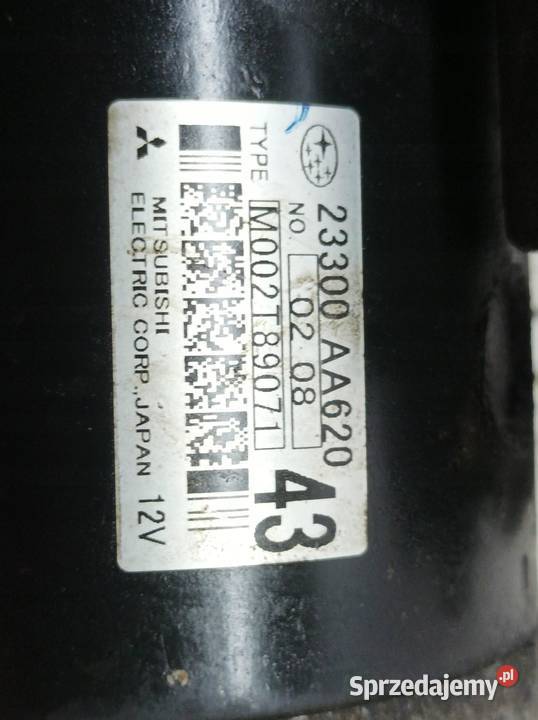 23300 AA620
NO. 02 08
TYPE M002T89071
43
MITSUBISHI
ELECTRIC CORP., JAPAN 12V
Sprzedajemy.pl